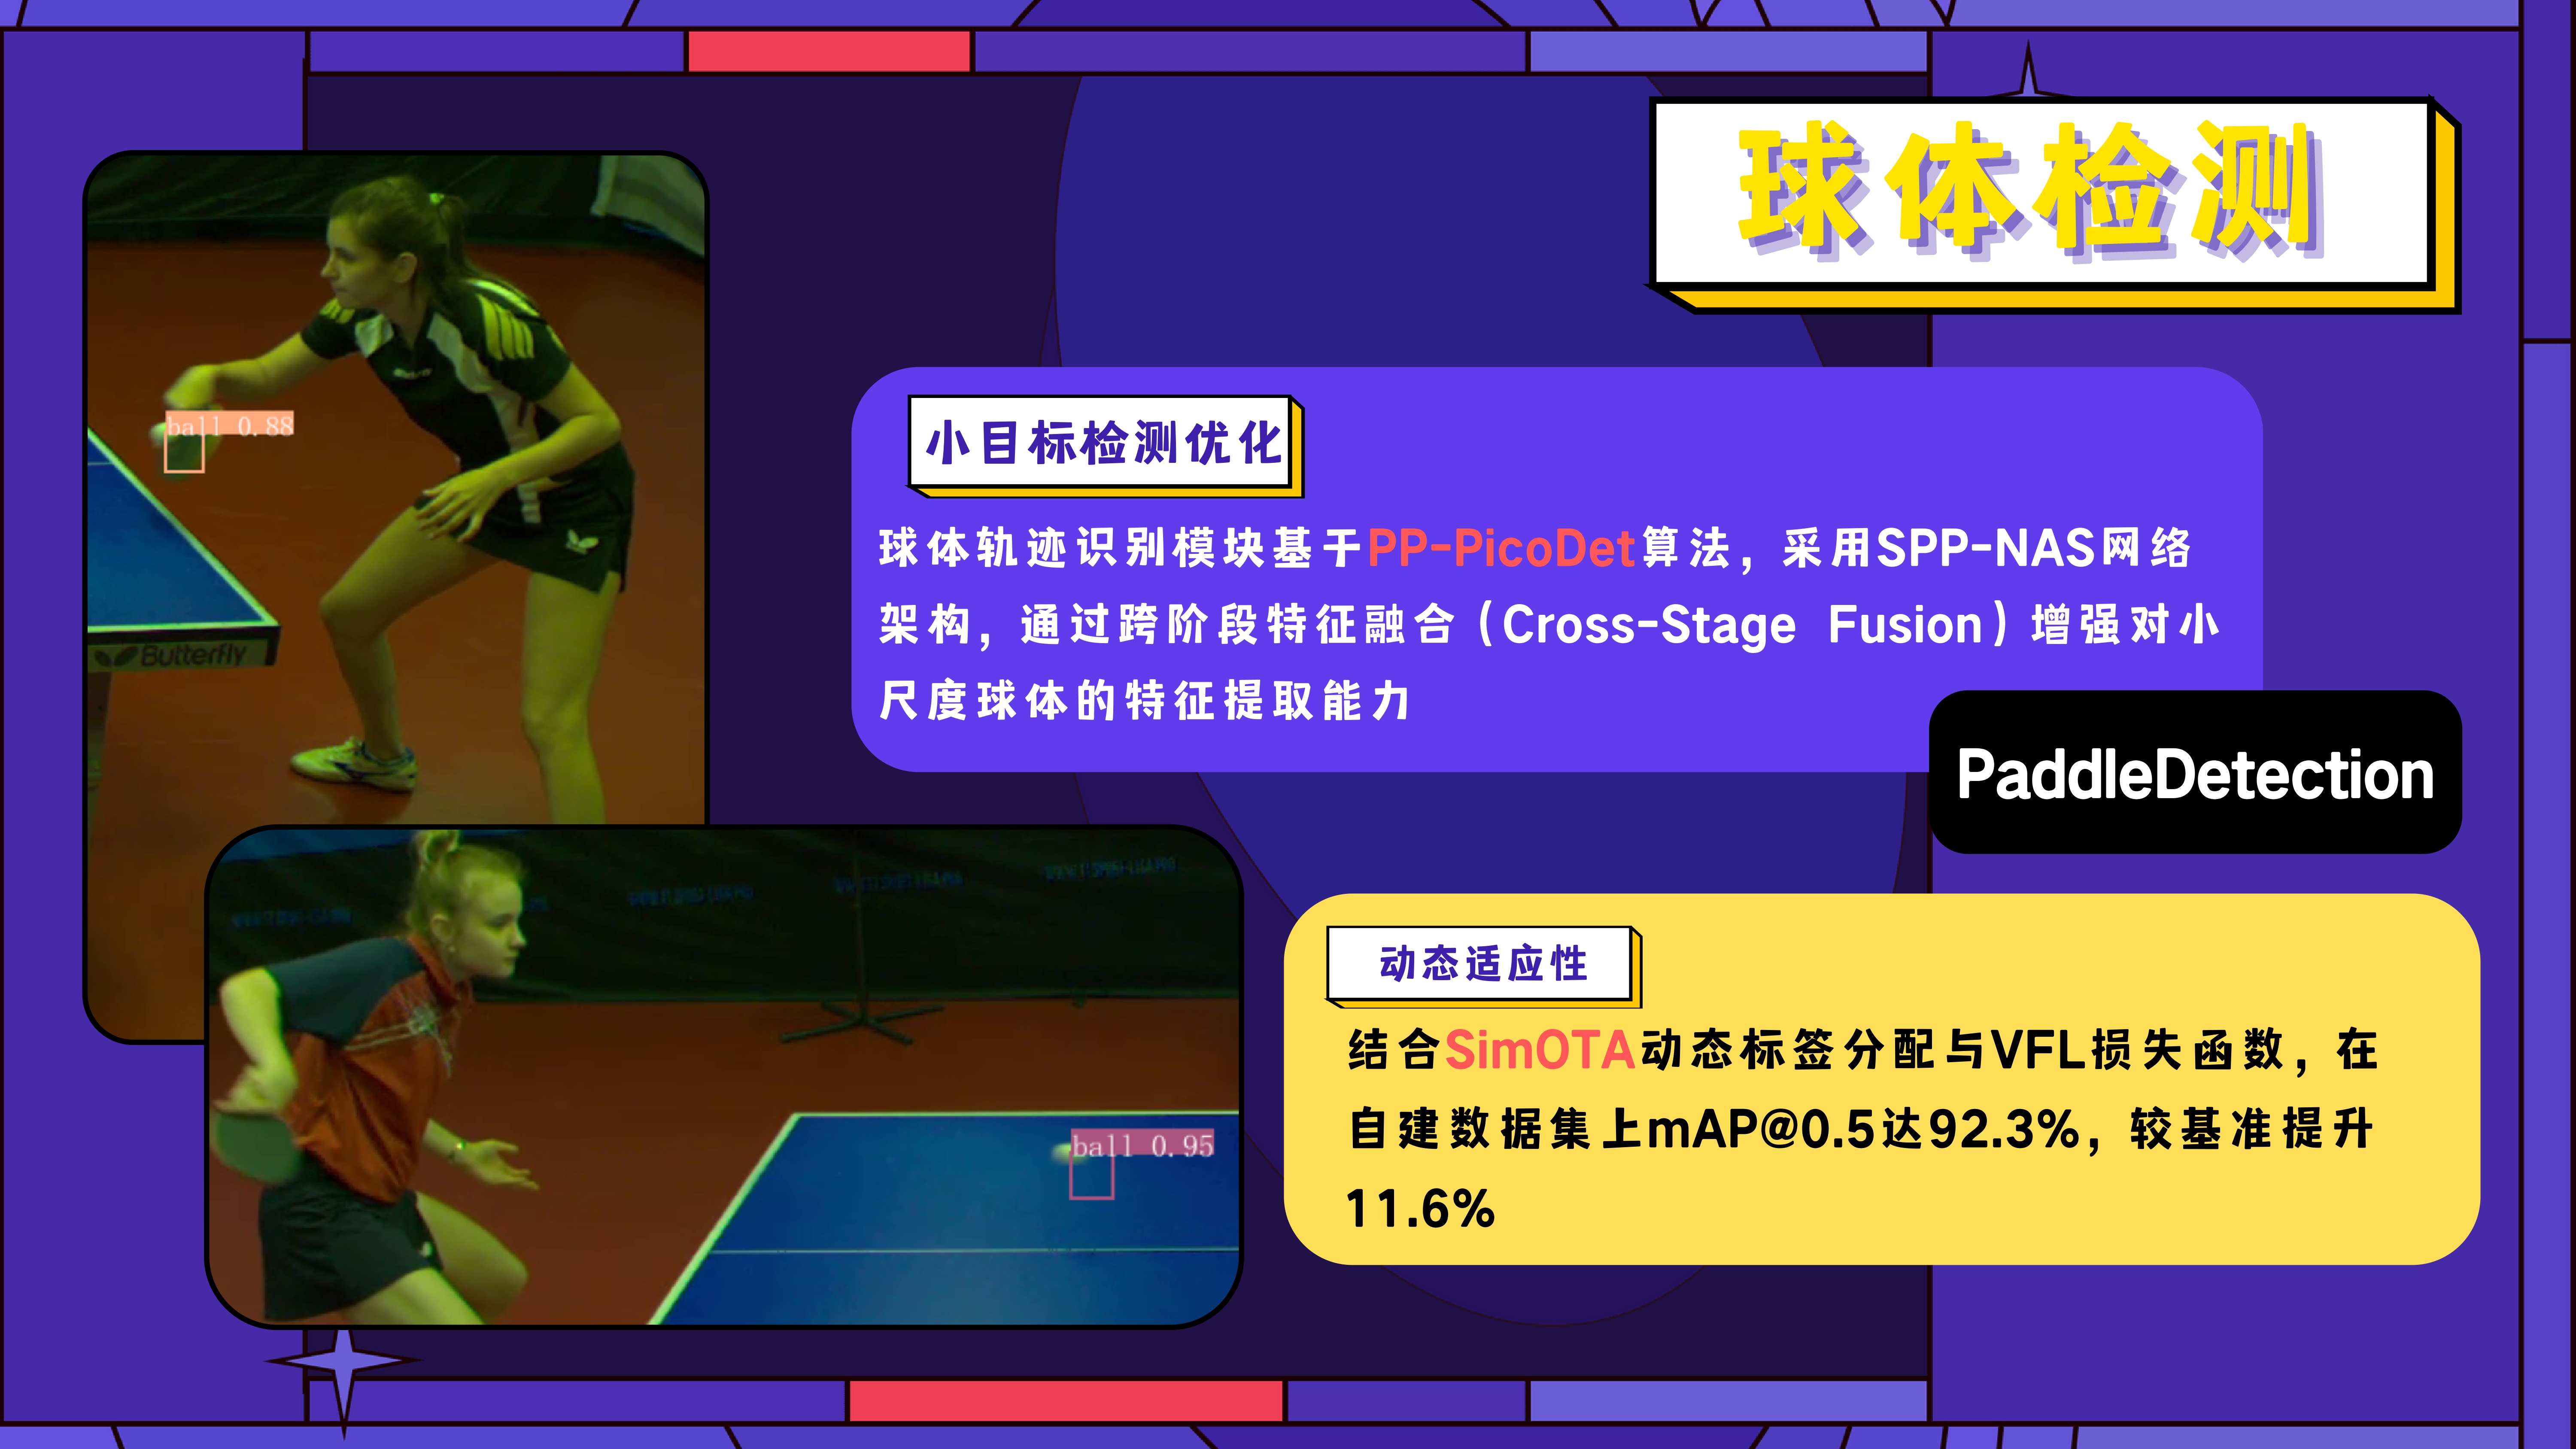 球体检测
ball 0.88
Butterfly
小目标检测优化
球体轨迹识别模块基于PP-PicoDet算法，采用SPP-NAS网络
架构，通过跨阶段特征融合（Cross-Stage Fusion）增强对小
尺度球体的特征提取能力
PaddleDetection
ball 0.95
动态适应性
结合SimOTA动态标签分配与VFL损失函数，在
自建数据集上mAP@0.5达92.3%，较基准提升
11.6%